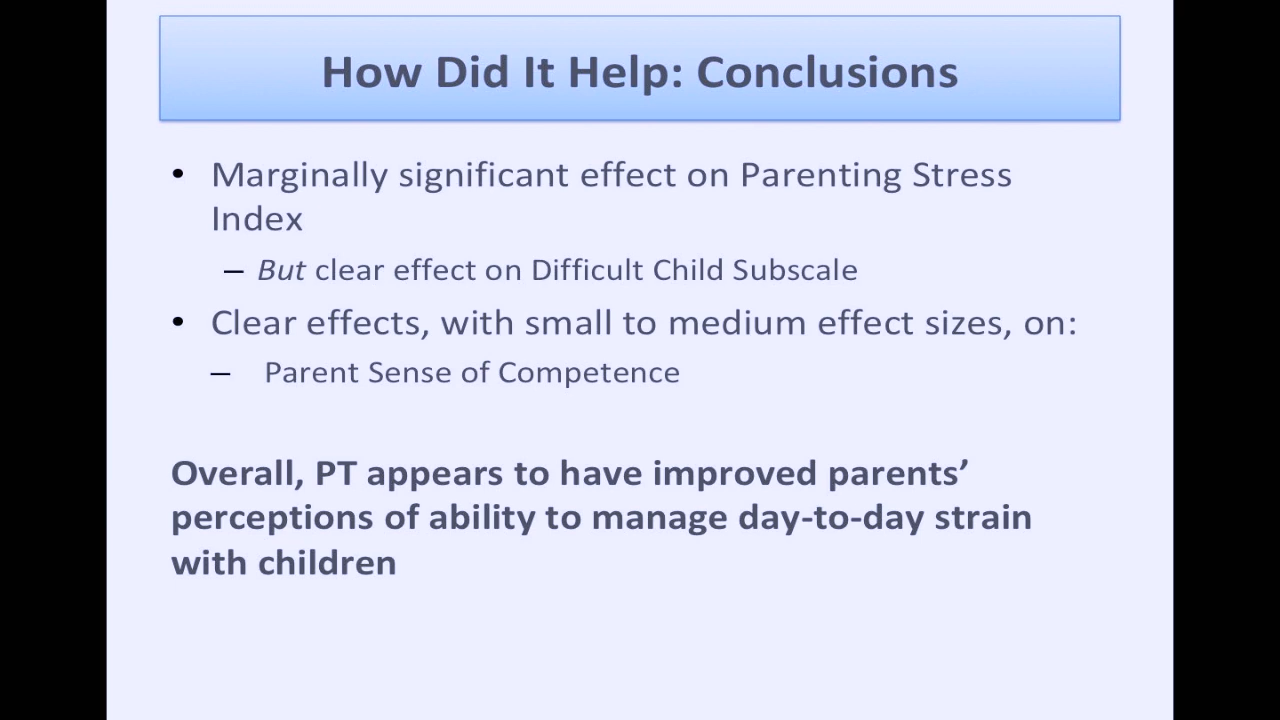 How Did It Help: Conclusions
• Marginally significant effect on Parenting Stress
Index
– But clear effect on Difficult Child Subscale
• Clear effects, with small to medium effect sizes, on:
– Parent Sense of Competence
Overall, PT appears to have improved parents’
perceptions of ability to manage day-to-day strain
with children